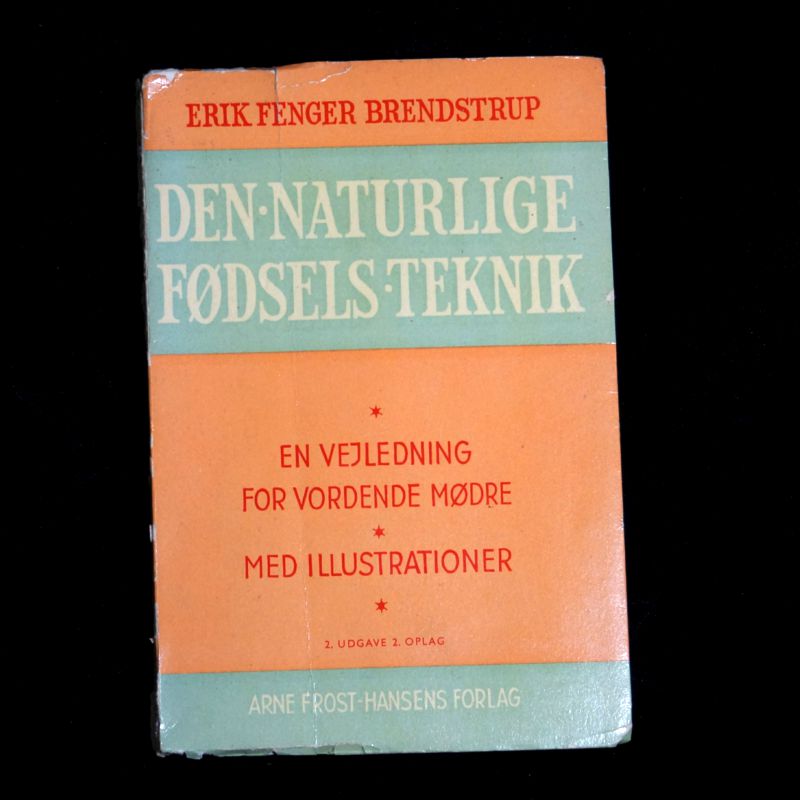 ERIK FENGER BRENDSTRUP
DEN·NATURLIGE
FØDSELS·TEKNIK
EN VEJLEDNING
FOR VORDENDE MØDRE
MED ILLUSTRATIONER
2. UDGAVE 2. OPLAG
ARNE FROST-HANSENS FORLAG